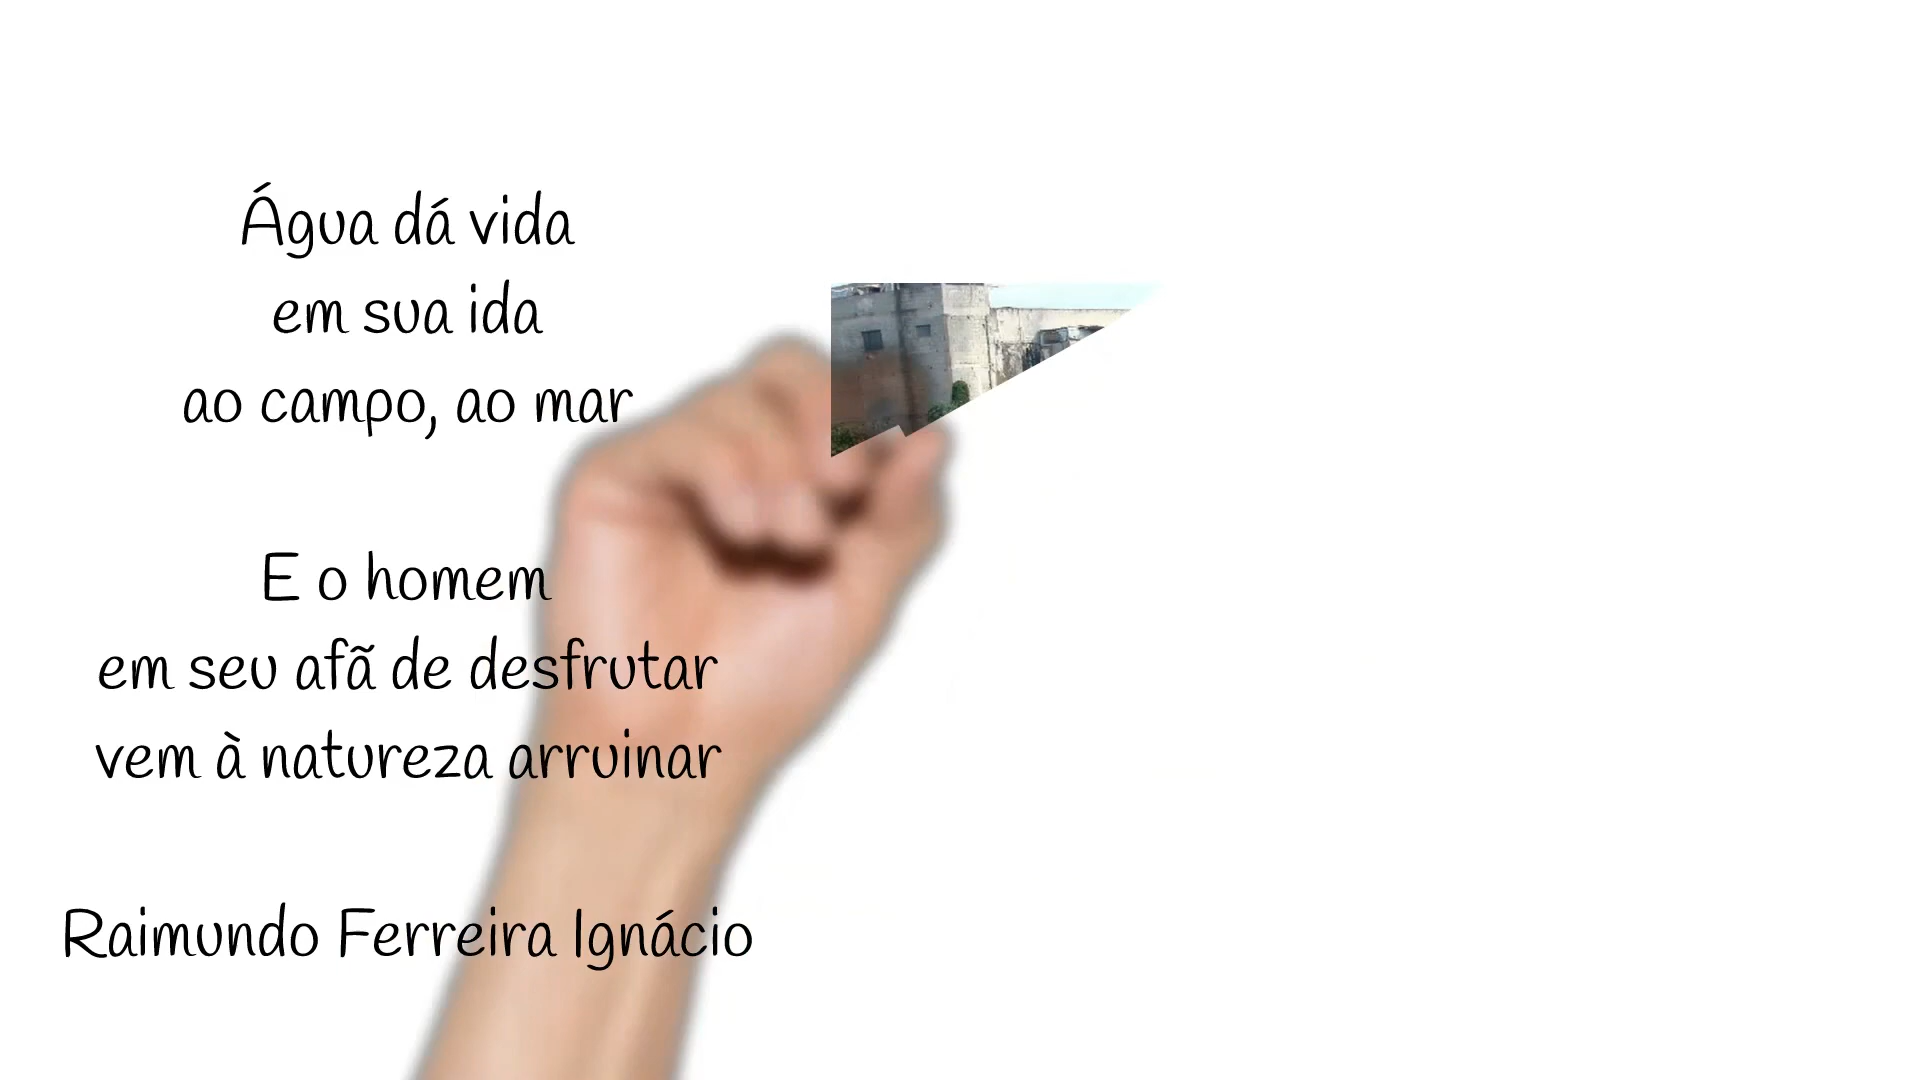 Água dá vida
em sua ida
ao campo, ao mar
E o homem
em seu afã de desfrutar
vem à natureza arruinar
Raimundo Ferreira Ignácio